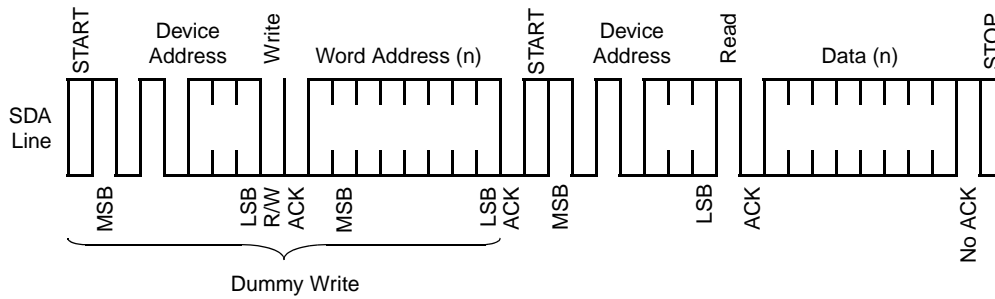 START
Device
Address
Write
Word Address (n)
START
Device
Address
Read
Data (n)
STOP
SDA
Line
MSB
LSB
R/W
ACK
MSB
LSB
ACK
MSB
LSB
ACK
No ACK
Dummy Write